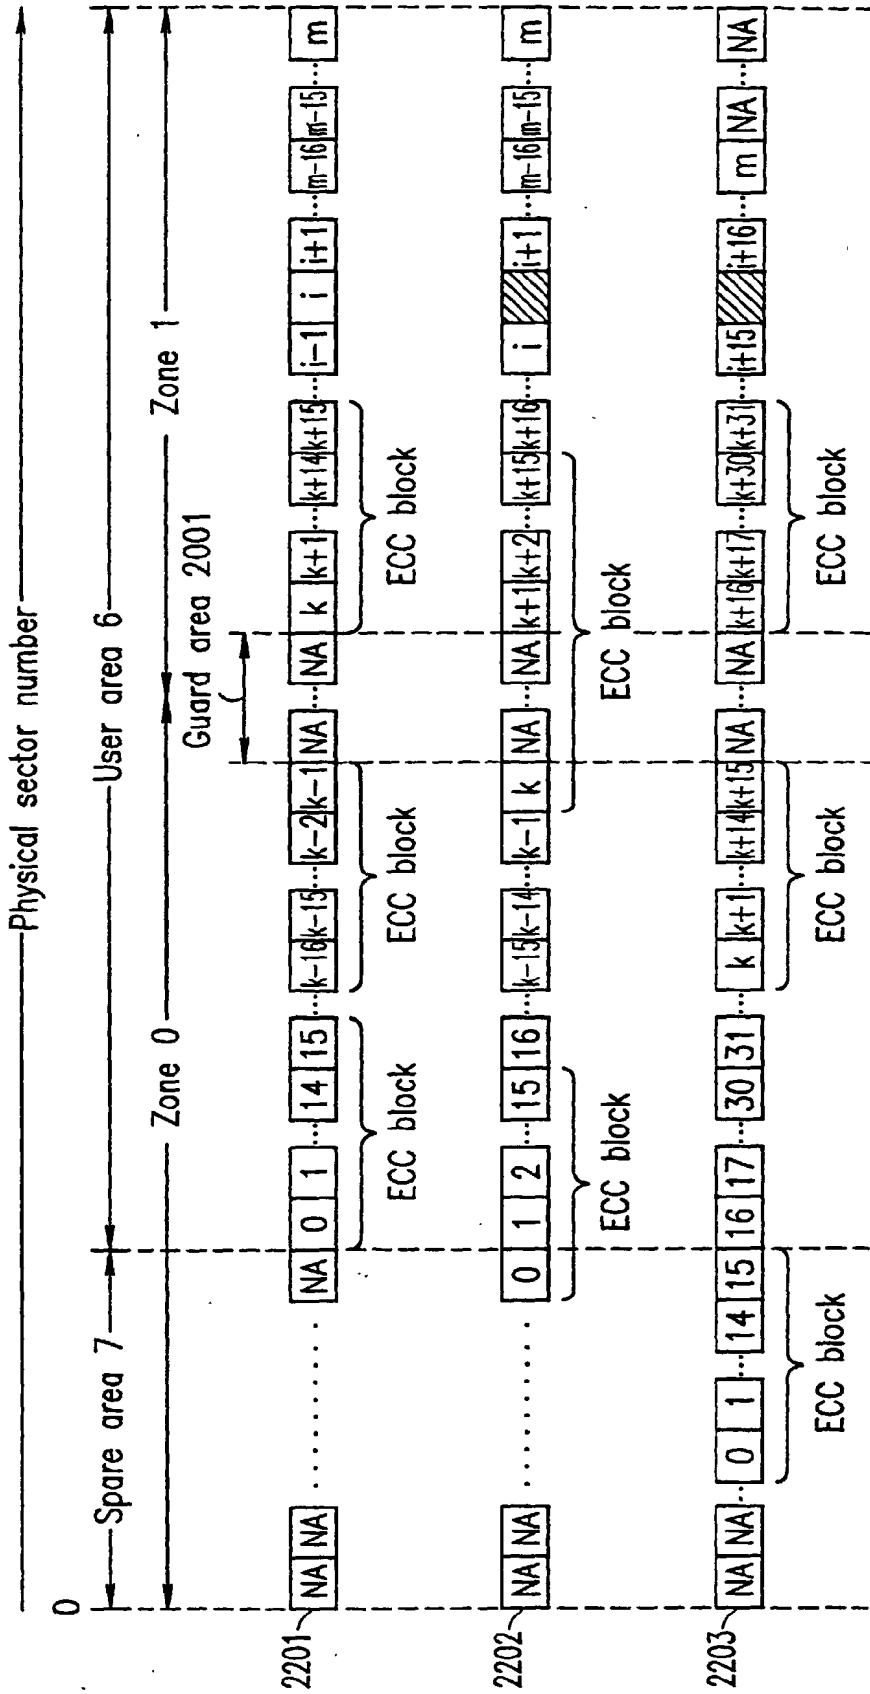 Physical sector number
0
Spare area 7
User area 6
Zone 0
Zone 1
Guard area 2001
2201
NA NA ········ NA 0 1 ··· 14 15 ··· k-16 k-15 ··· k-2 k-1 NA ··· NA k k+1 ··· k+14 k+15 ··· i-1 i i+1 ··· m-16 m-15 ··· m
ECC block
ECC block
ECC block
2202
NA NA ········ 0 1 2 ··· 15 16 ··· k-15 k-14 ··· k-1 k NA ··· NA k+1 k+2 ··· k+15 k+16 ··· i i+1 ··· m-16 m-15 ··· m
ECC block
ECC block
2203
NA NA ··· 0 1 ··· 14 15 16 17 ··· 30 31 ··· k k+1 ··· k+14 k+15 NA ··· NA k+16 k+17 ··· k+30 k+31 ··· i+15 i+16 ··· m NA ··· NA
ECC block
ECC block
ECC block